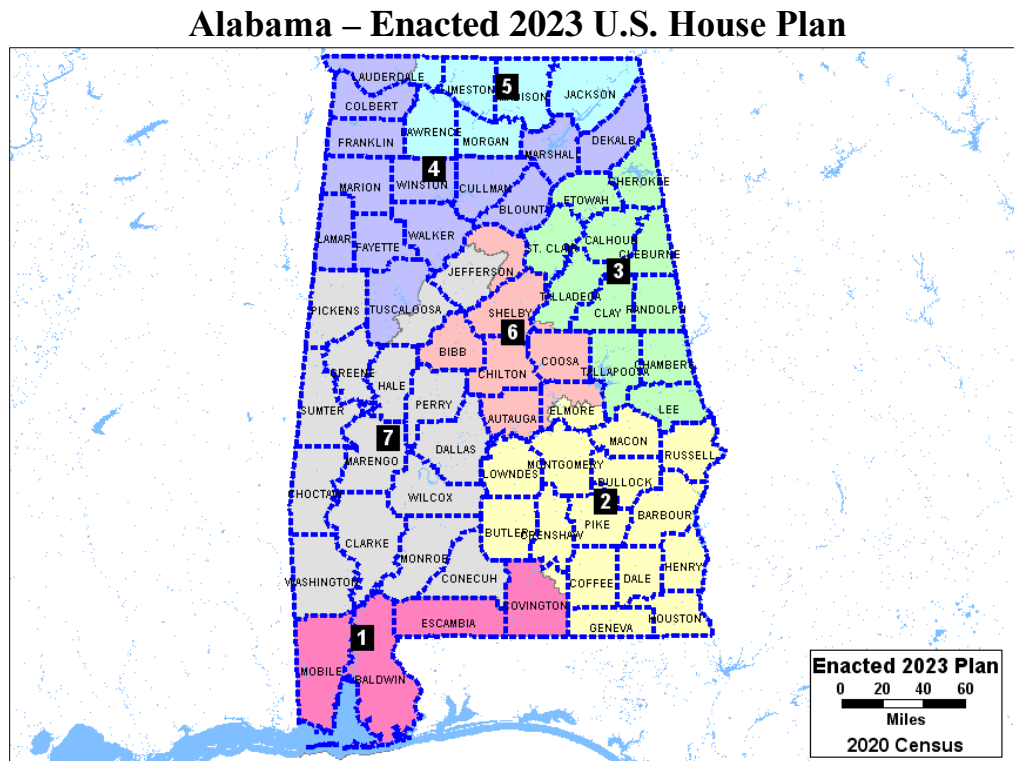 Alabama – Enacted 2023 U.S. House Plan
LAUDERDALE
LIMESTON
5
MADISON
JACKSON
COLBERT
LAWRENCE
FRANKLIN
MORGAN
MARSHAL
DEKALB
4
MARION
WINSTON
CULLMAN
CHEROKEE
ETOWAH
BLOUNT
LAMAR
FAYETTE
WALKER
ST. CLAIR
CALHOUN
CLEBURNE
JEFFERSON
3
PICKENS
TUSCALOOSA
TALLADEGA
SHELBY
CLAY
RANDOLPH
6
BIBB
COOSA
CHAMBERS
GREENE
CHILTON
TALLAPOOSA
HALE
PERRY
SUMTER
AUTAUGA
ELMORE
LEE
7
MACON
DALLAS
RUSSELL
MARENGO
MONTGOMERY
LOWNDES
BULLOCK
CHOCTAW
WILCOX
2
BARBOUR
PIKE
BUTLER
CRENSHAW
CLARKE
MONROE
HENRY
WASHINGTON
CONECUH
COFFEE
DALE
COVINGTON
HOUSTON
ESCAMBIA
GENEVA
1
MOBILE
BALDWIN
Enacted 2023 Plan
0 20 40 60
Miles
2020 Census